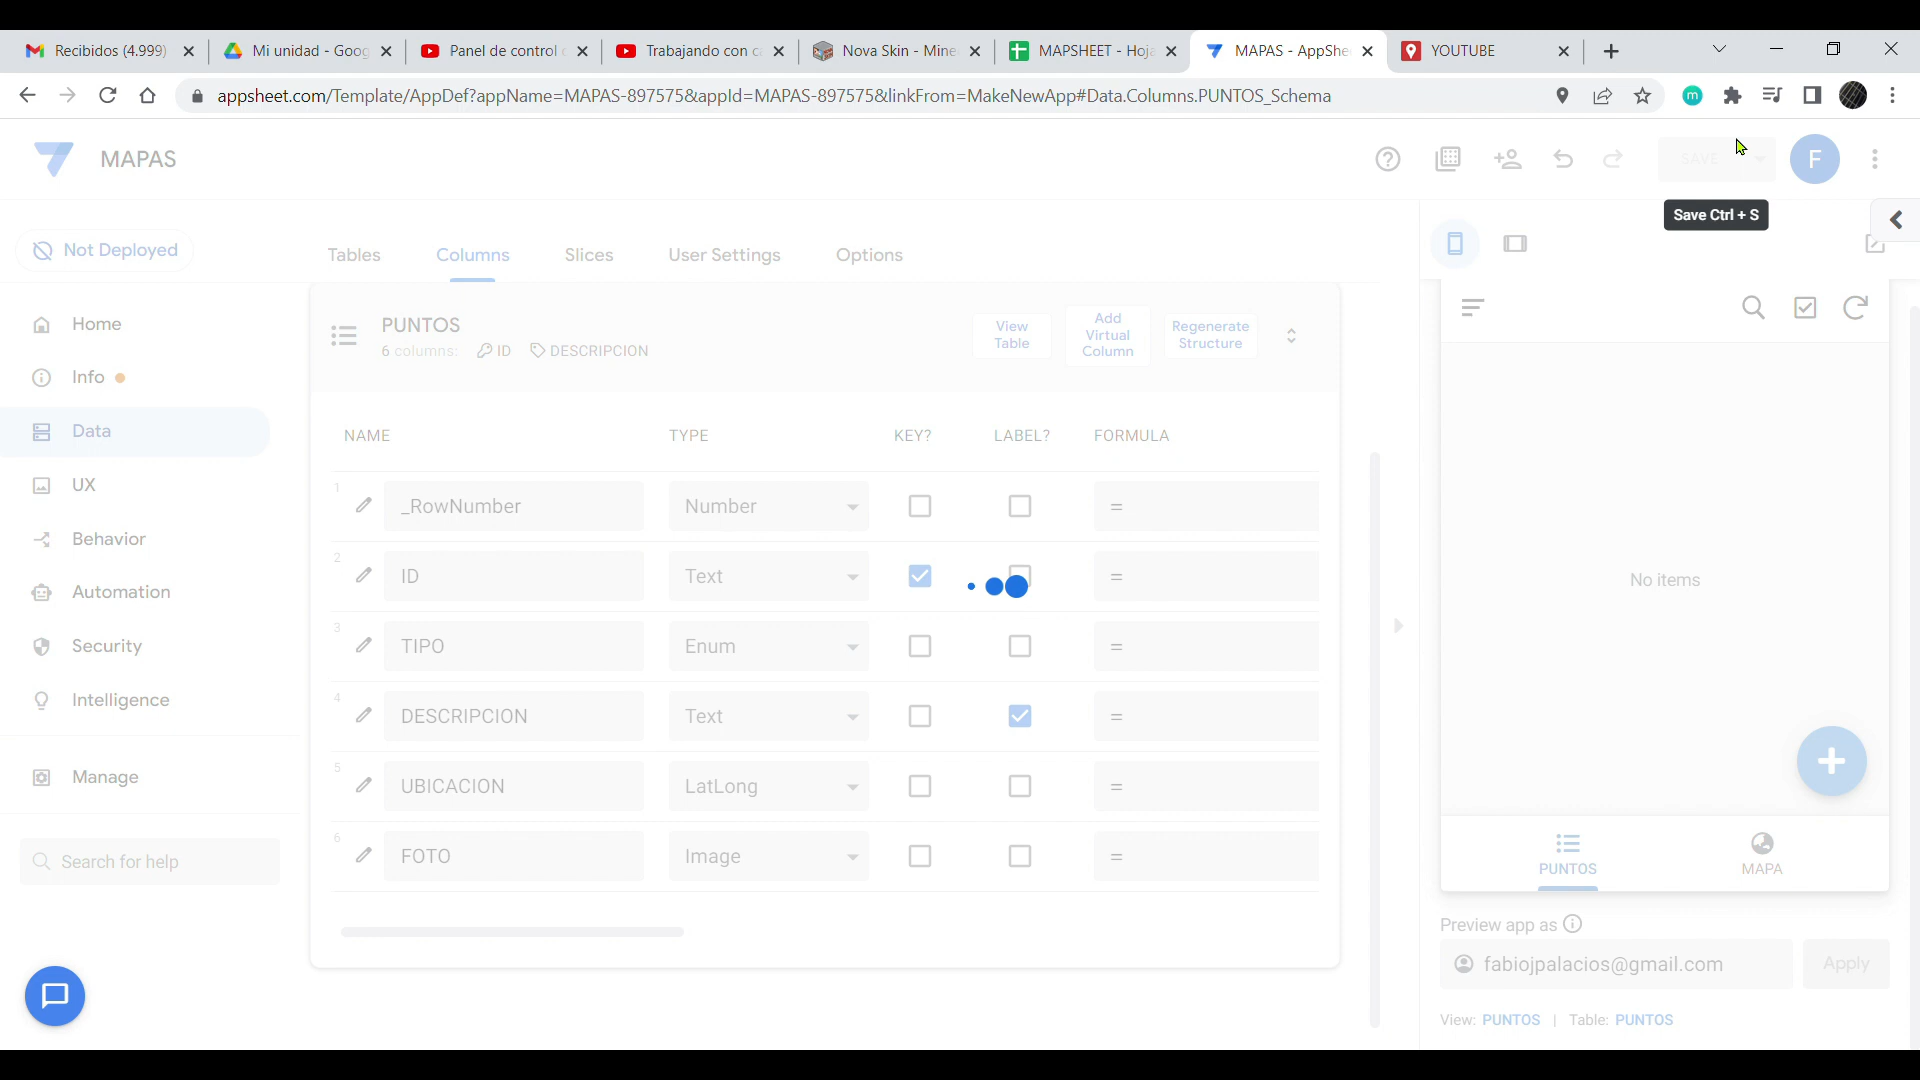 Recibidos (4.999)
Mi unidad - Goog
Panel de control
Trabajando con c
Nova Skin - Mine
MAPSHEET - Hoja
MAPAS - AppShe
YOUTUBE
appsheet.com/Template/AppDef?appName=MAPAS-897575&appId=MAPAS-897575&linkFrom=MakeNewApp#Data.Columns.PUNTOS_Schema
m
MAPAS
SAVE
F
Save Ctrl + S
Not Deployed
Tables
Columns
Slices
User Settings
Options
Home
Info
Data
UX
Behavior
Automation
Security
Intelligence
Manage
Search for help
PUNTOS
6 columns: ID DESCRIPCION
View
Table
Add
Virtual
Column
Regenerate
Structure
NAME TYPE KEY? LABEL? FORMULA
1 _RowNumber Number =
2 ID Text =
3 TIPO Enum =
4 DESCRIPCION Text =
5 UBICACION LatLong =
6 FOTO Image =
No items
PUNTOS
MAPA
Preview app as
fabiojpalacios@gmail.com
Apply
View: PUNTOS | Table: PUNTOS